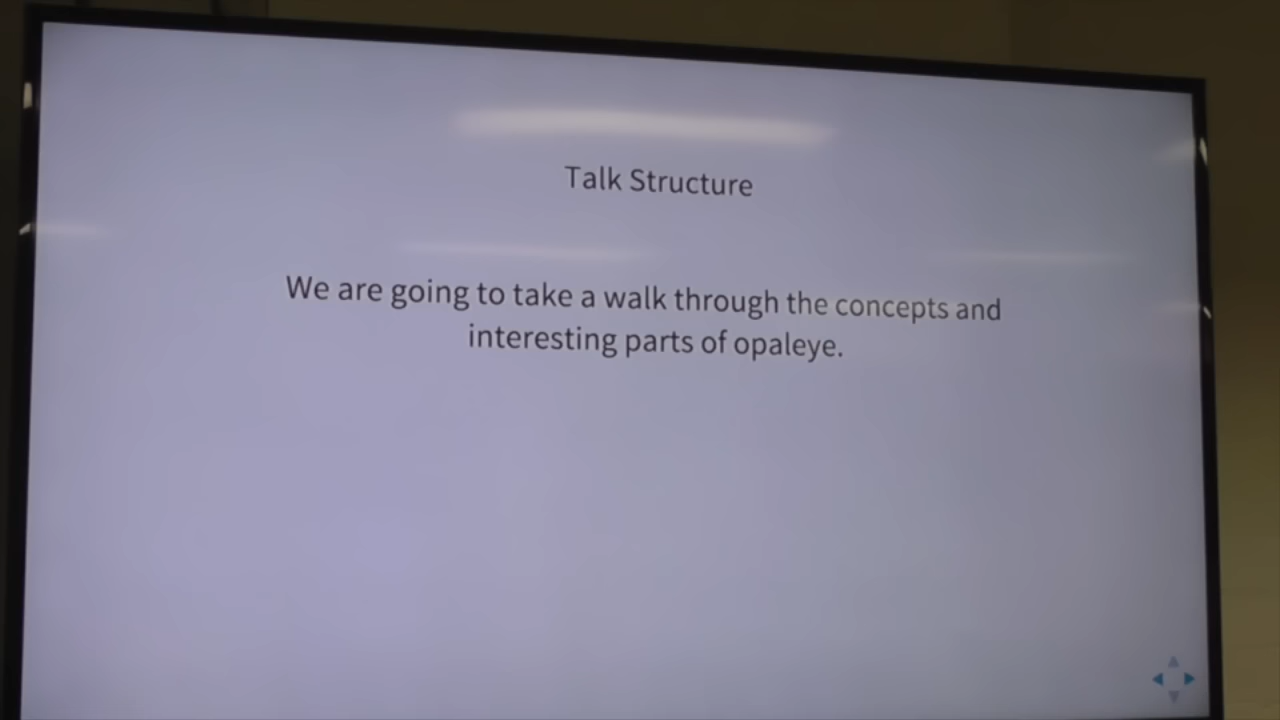 Talk Structure
We are going to take a walk through the concepts and
interesting parts of opaleye.